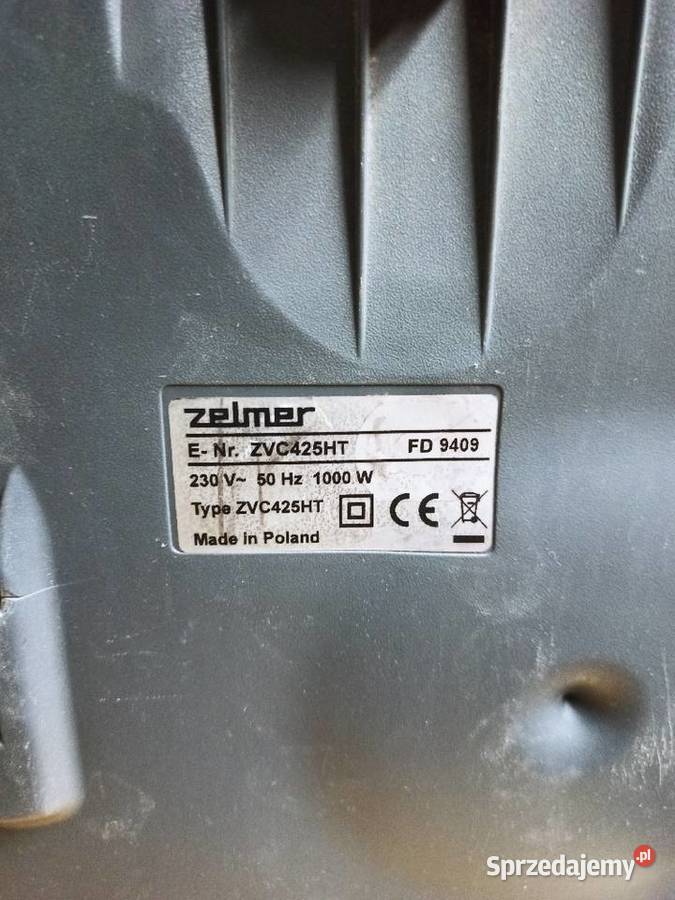 zelmer
E- Nr. ZVC425HT FD 9409
230 V~ 50 Hz 1000 W
Type ZVC425HT CE
Made in Poland
Sprzedajemy.pl